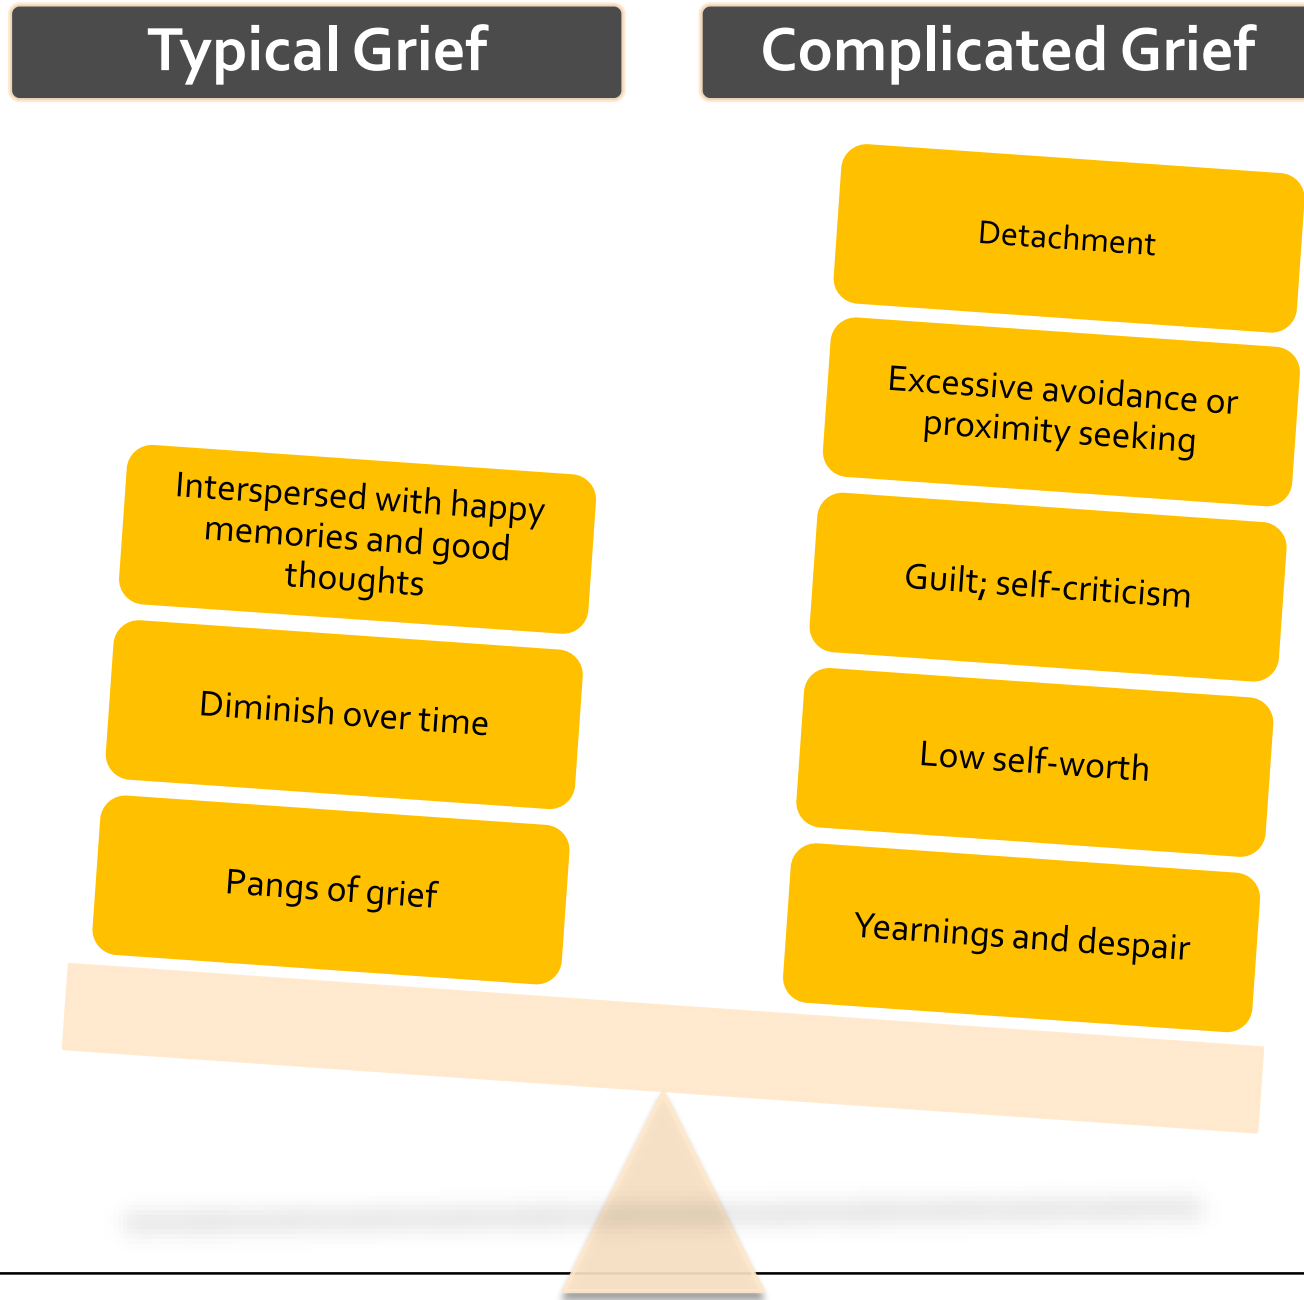 Typical Grief
Interspersed with happy
memories and good
thoughts
Diminish over time
Pangs of grief
Complicated Grief
Detachment
Excessive avoidance or
proximity seeking
Guilt; self-criticism
Low self-worth
Yearnings and despair